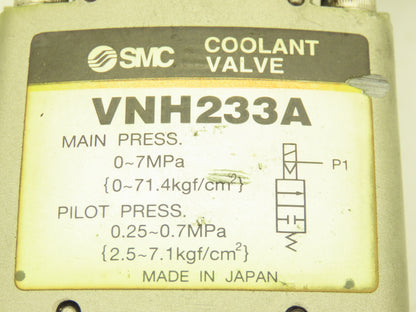 SMC COOLANT VALVE
VNH233A
MAIN PRESS.
0~7MPa
{0~71.4kgf/cm²}
P1
PILOT PRESS.
0.25~0.7MPa
{2.5~7.1kgf/cm²}
MADE IN JAPAN